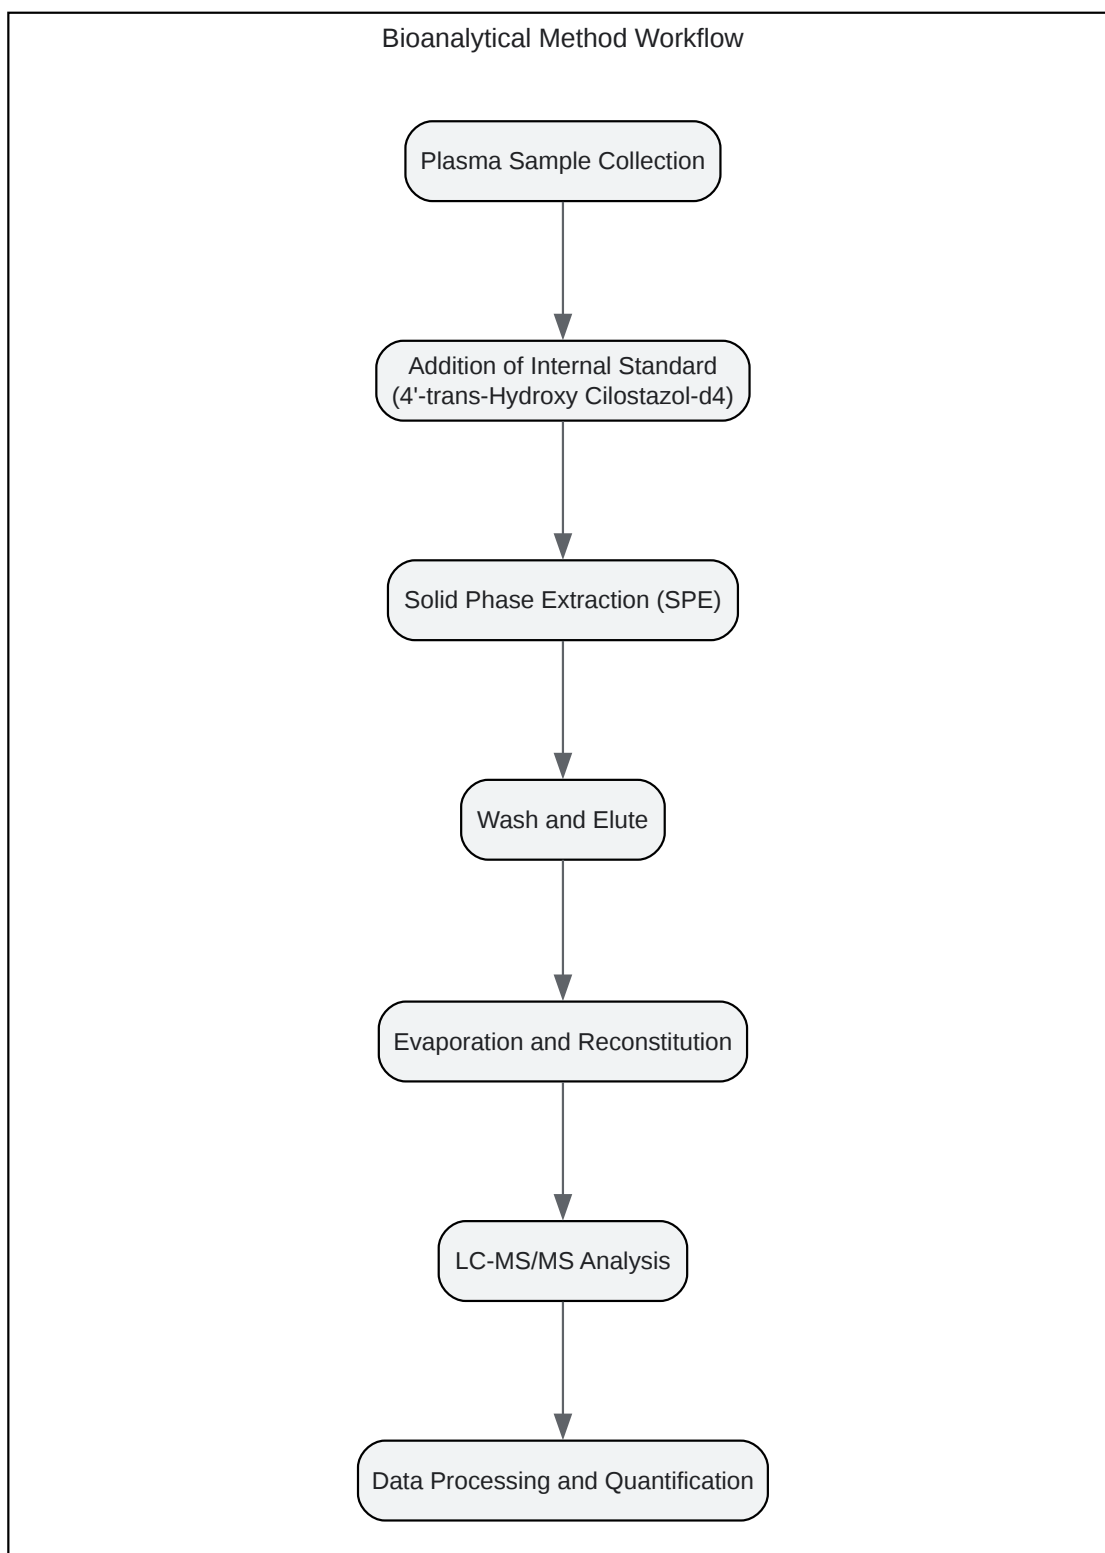 Bioanalytical Method Workflow
Plasma Sample Collection
Addition of Internal Standard
(4'-trans-Hydroxy Cilostazol-d4)
Solid Phase Extraction (SPE)
Wash and Elute
Evaporation and Reconstitution
LC-MS/MS Analysis
Data Processing and Quantification